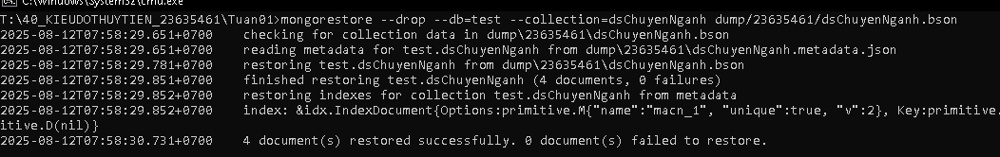 C:\Windows\System32\cmd.exe
T:\40_KIEUDOTHUYTIEN_23635461\Tuan01>mongorestore --drop --db=test --collection=dsChuyenNganh dump/23635461/dsChuyenNganh.bson
2025-08-12T07:58:29.651+0700 checking for collection data in dump\23635461\dsChuyenNganh.bson
2025-08-12T07:58:29.651+0700 reading metadata for test.dsChuyenNganh from dump\23635461\dsChuyenNganh.metadata.json
2025-08-12T07:58:29.781+0700 restoring test.dsChuyenNganh from dump\23635461\dsChuyenNganh.bson
2025-08-12T07:58:29.851+0700 finished restoring test.dsChuyenNganh (4 documents, 0 failures)
2025-08-12T07:58:29.852+0700 restoring indexes for collection test.dsChuyenNganh from metadata
2025-08-12T07:58:29.852+0700 index: &idx.IndexDocument{Options:primitive.M{"name":"macn_1", "unique":true, "v":2}, Key:primitive.
itive.D(nil)}
2025-08-12T07:58:30.731+0700 4 document(s) restored successfully. 0 document(s) failed to restore.